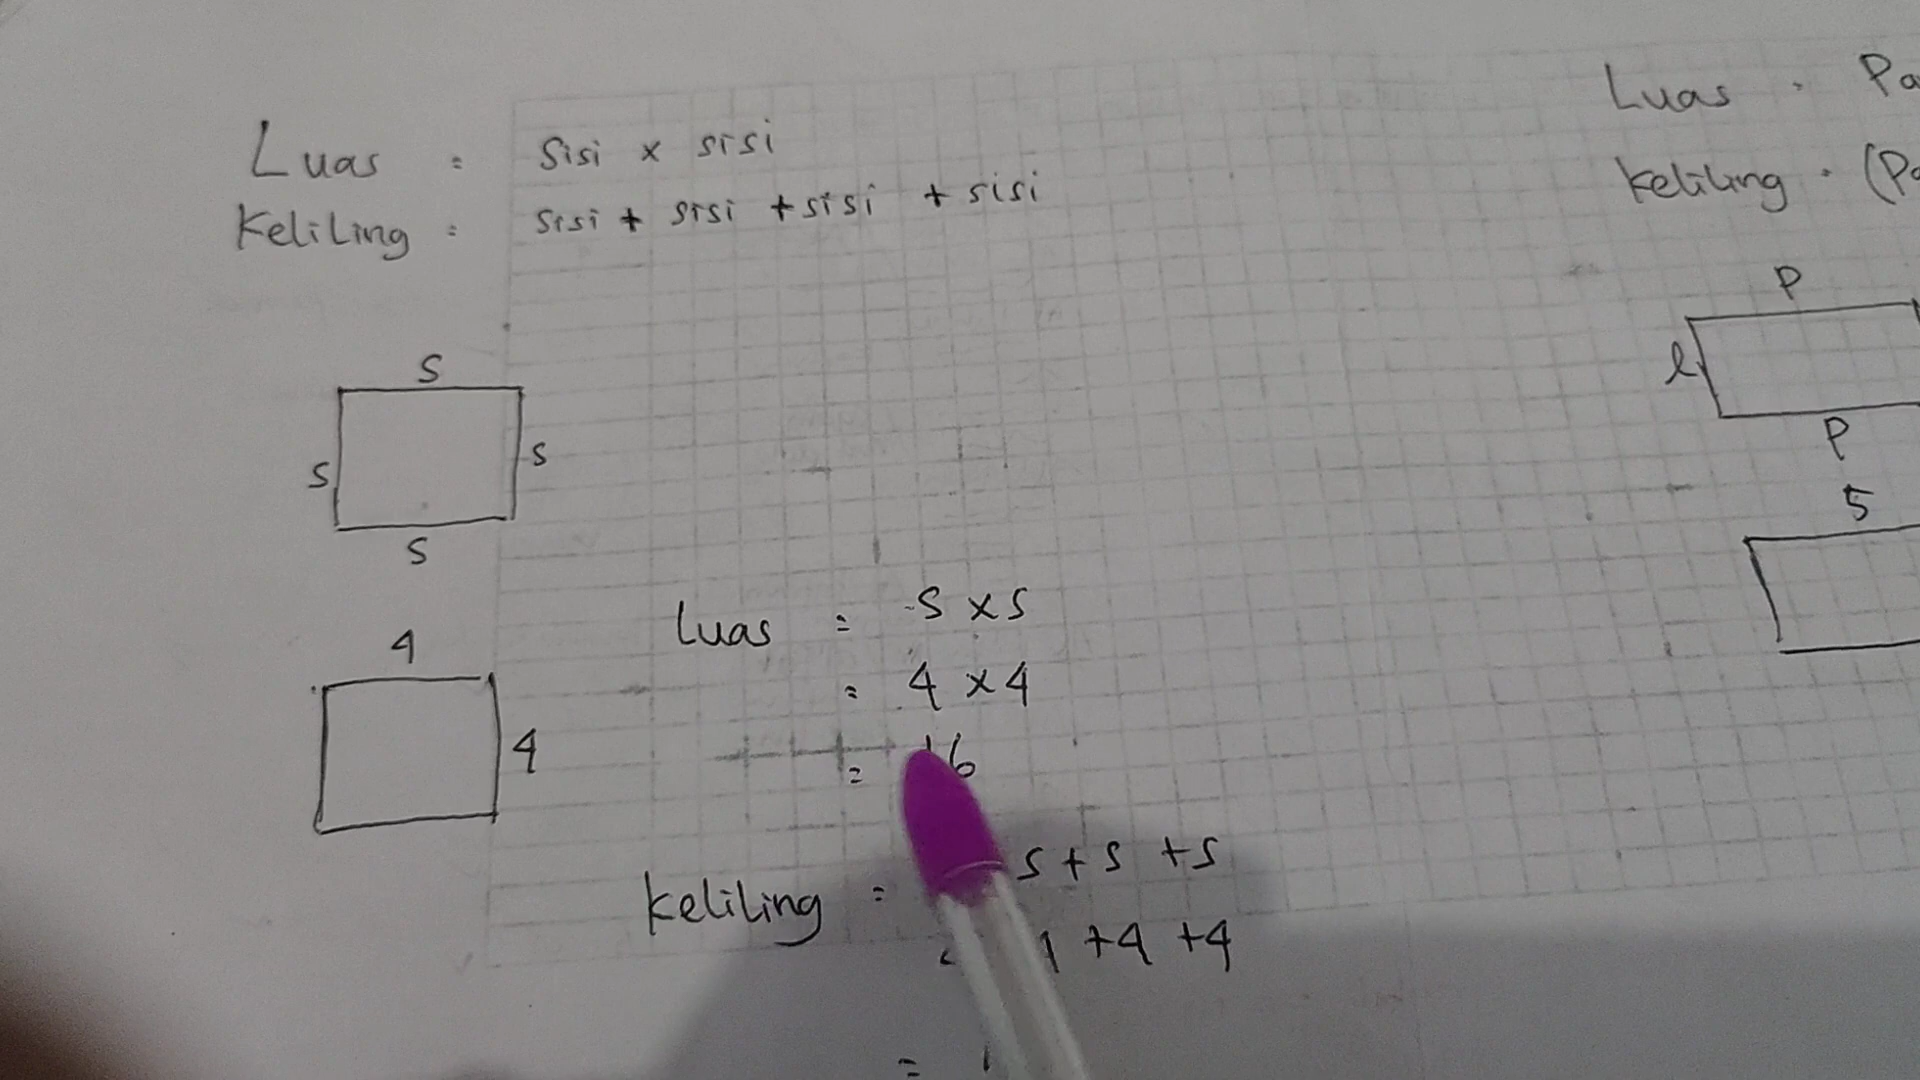 Luas = sisi x sisi
Keliling = sisi + sisi + sisi + sisi
s
s
s
s
4
4
Luas = s x s
= 4 x 4
= 16
Keliling = s + s + s
+4 +4
=
Luas
Keliling
P
l
P
5